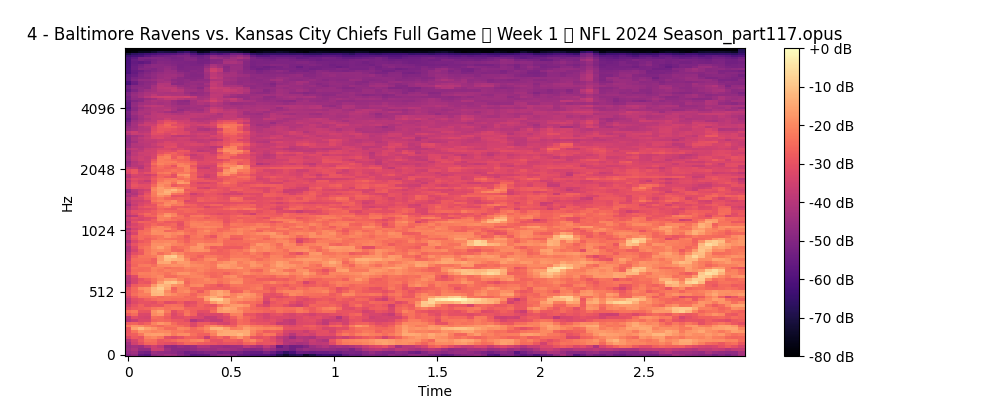 4 - Baltimore Ravens vs. Kansas City Chiefs Full Game ▯ Week 1 ▯ NFL 2024 Season_part117.opus
Hz
4096
2048
1024
512
0
0 0.5 1 1.5 2 2.5
Time
+0 dB
-10 dB
-20 dB
-30 dB
-40 dB
-50 dB
-60 dB
-70 dB
-80 dB